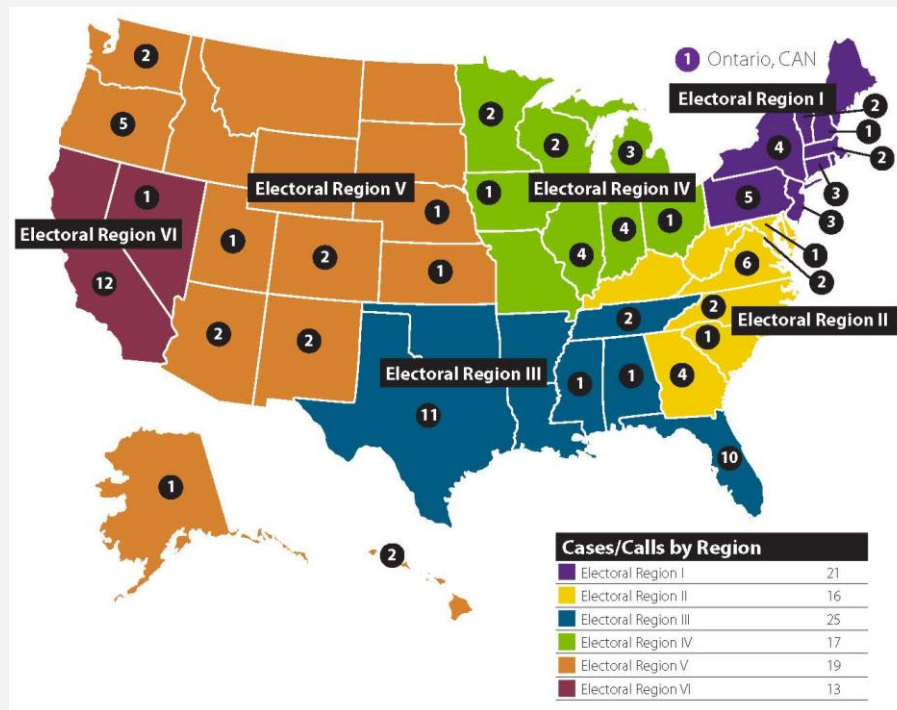 2
1 Ontario, CAN
Electoral Region I
2
2
5
2
3
4
1
2
1
Electoral Region V
Electoral Region IV
1
1
5
3
3
Electoral Region VI
1
2
1
4
4
1
6
1
2
12
2
2
2
2
Electoral Region II
1
Electoral Region III
1
1
4
11
10
1
2
Cases/Calls by Region
Electoral Region I 21
Electoral Region II 16
Electoral Region III 25
Electoral Region IV 17
Electoral Region V 19
Electoral Region VI 13